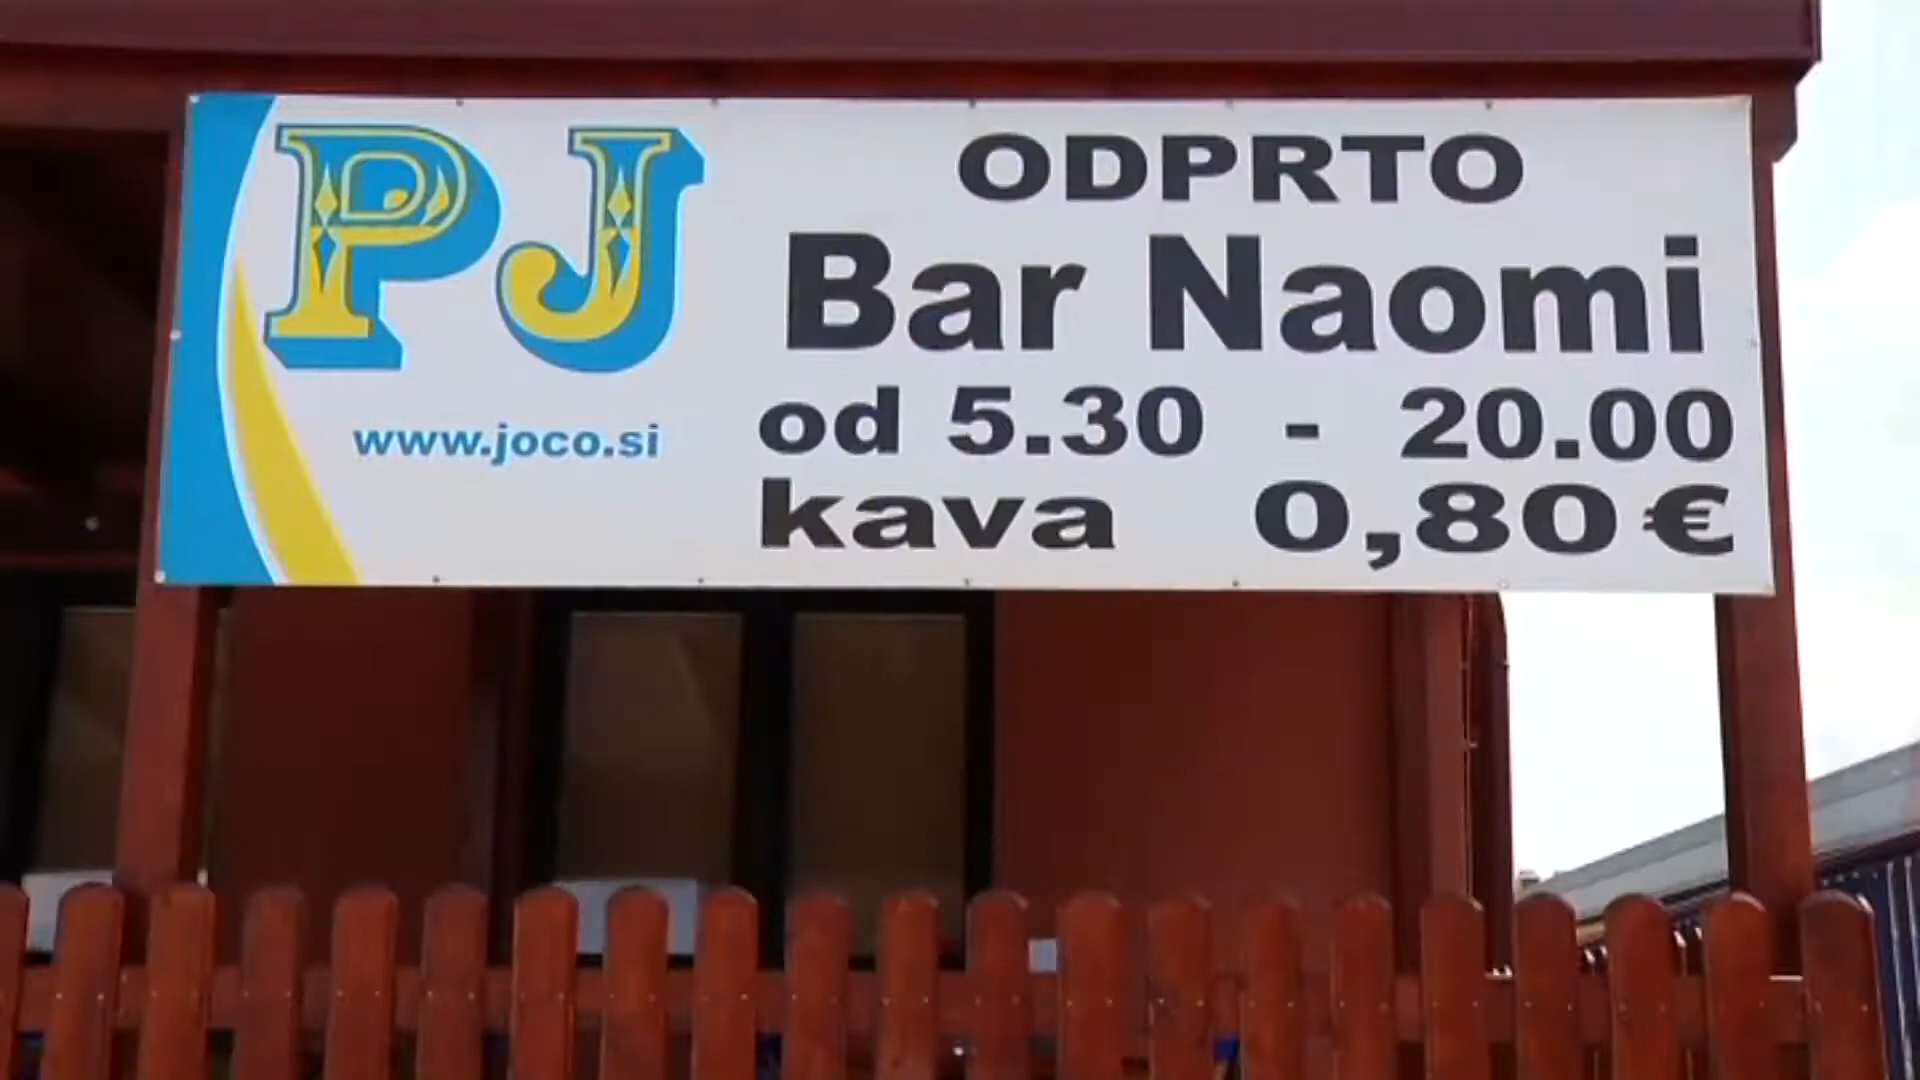 PJ
www.joco.si
ODPRTO
Bar Naomi
od 5.30 - 20.00
kava 0,80€